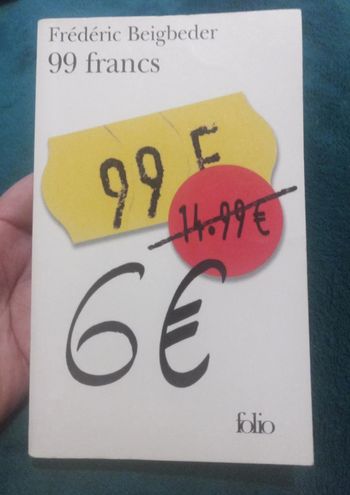 Frédéric Beigbeder
99 francs
99 F
14.99 €
6€
folio